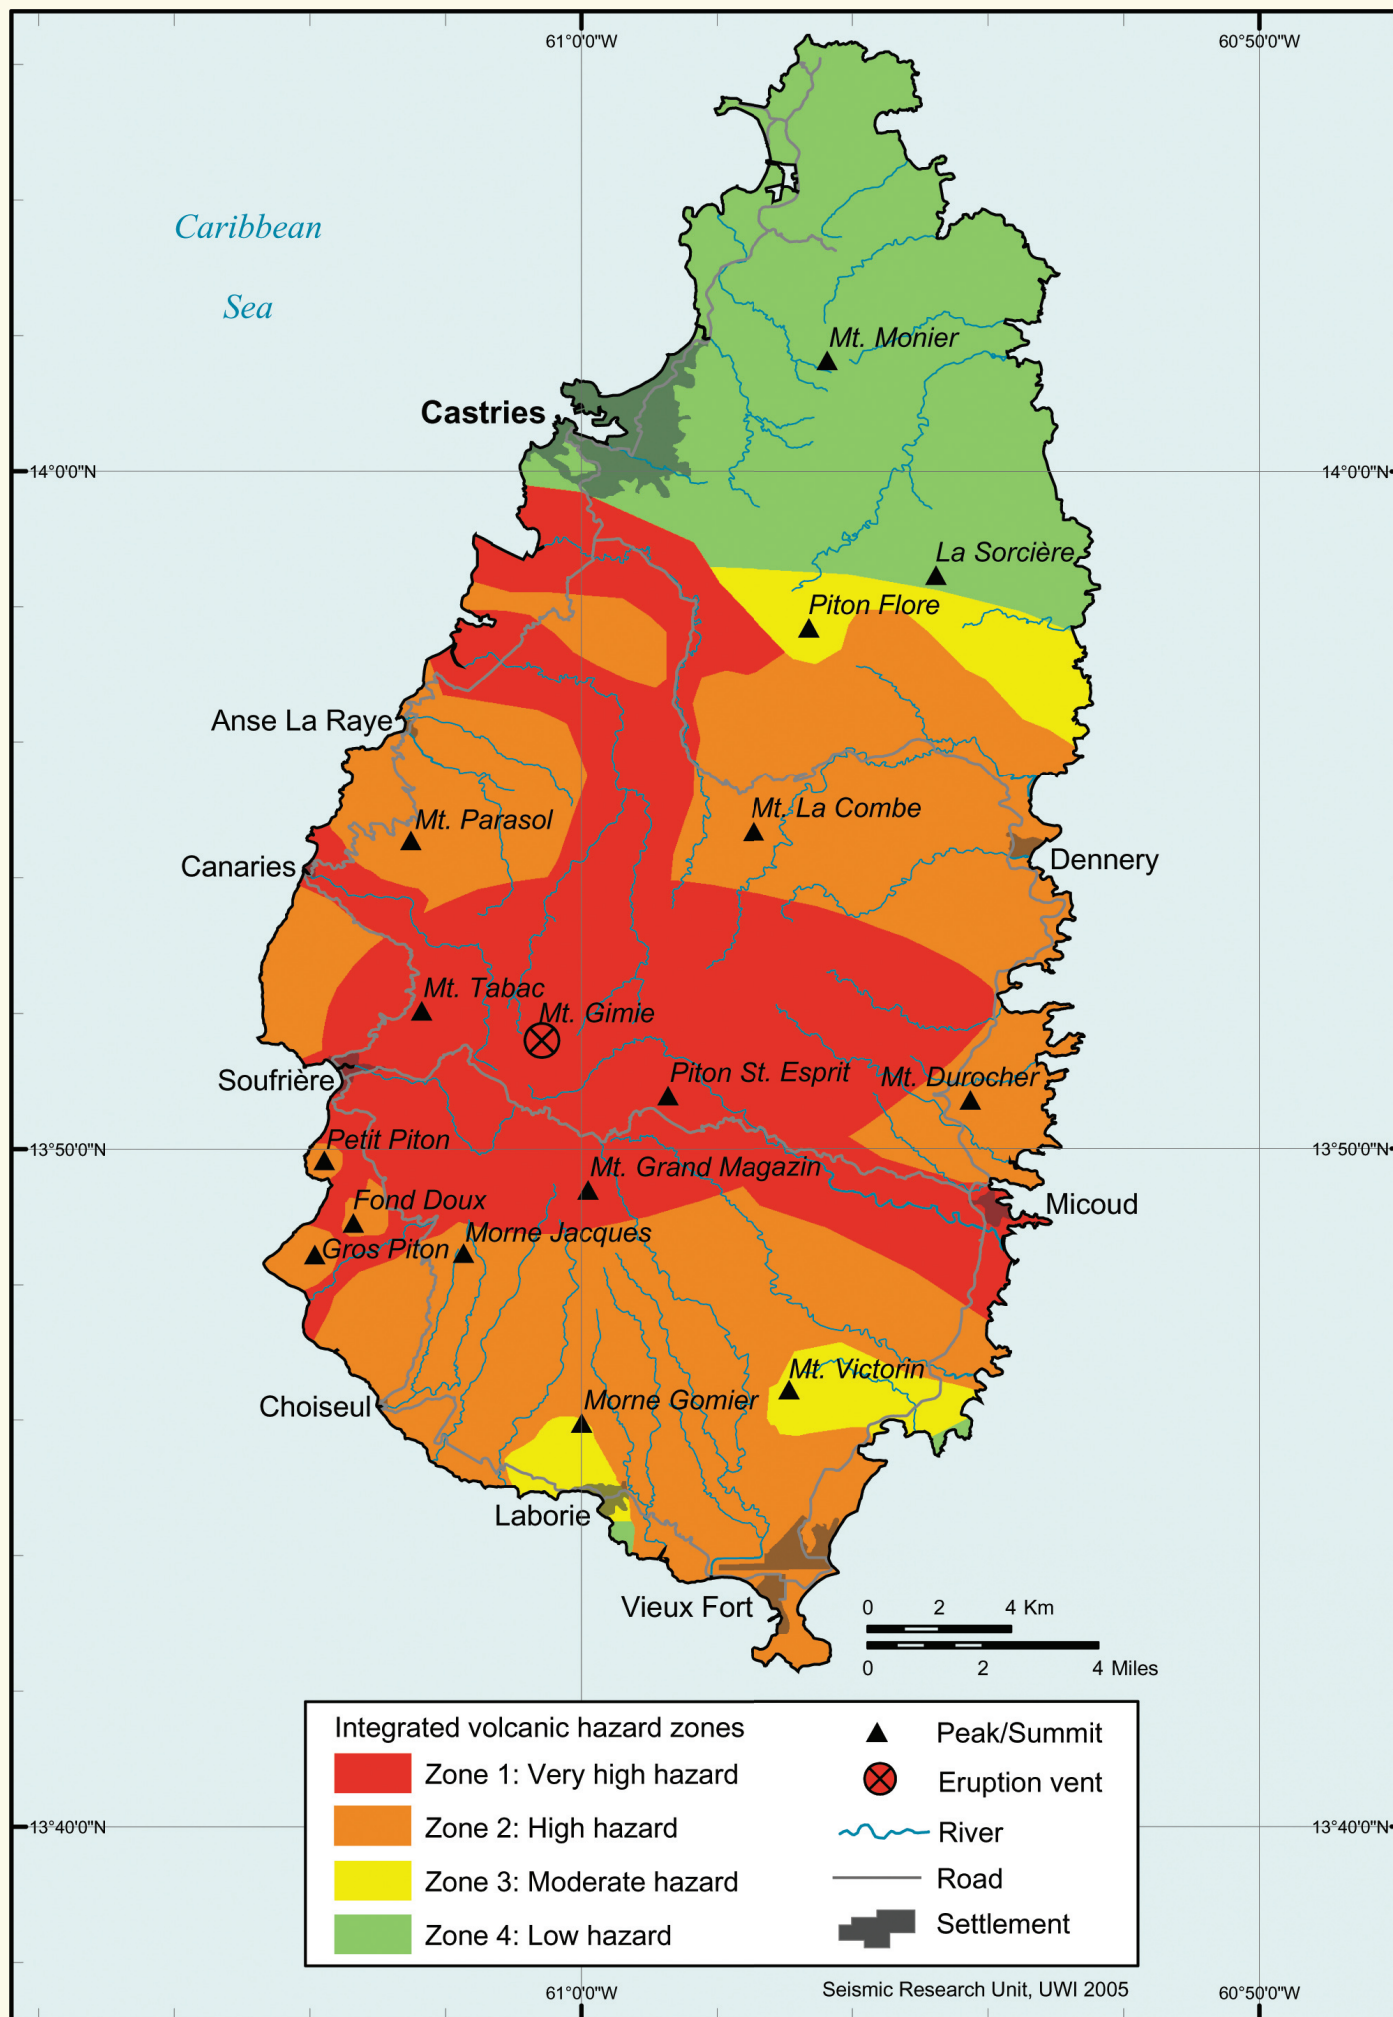 61°0'0"W
60°50'0"W
Caribbean
Sea
Mt. Monier
Castries
14°0'0"N
14°0'0"N
La Sorcière
Piton Flore
Anse La Raye
Mt. Parasol
Mt. La Combe
Canaries
Dennery
Mt. Tabac
Mt. Gimie
Soufrière
Piton St. Esprit
Mt. Durocher
Petit Piton
13°50'0"N
13°50'0"N
Mt. Grand Magazin
Fond Doux
Micoud
Morne Jacques
Gros Piton
Mt. Victorin
Choiseul
Morne Gomier
Laborie
Vieux Fort
0 2 4 Km
0 2 4 Miles
Integrated volcanic hazard zones
Zone 1: Very high hazard
Zone 2: High hazard
Zone 3: Moderate hazard
Zone 4: Low hazard
Peak/Summit
Eruption vent
River
Road
Settlement
13°40'0"N
13°40'0"N
Seismic Research Unit, UWI 2005
61°0'0"W
60°50'0"W